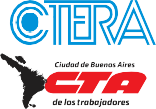 CTERA
Ciudad de Buenos Aires
CTA
de los trabajadores